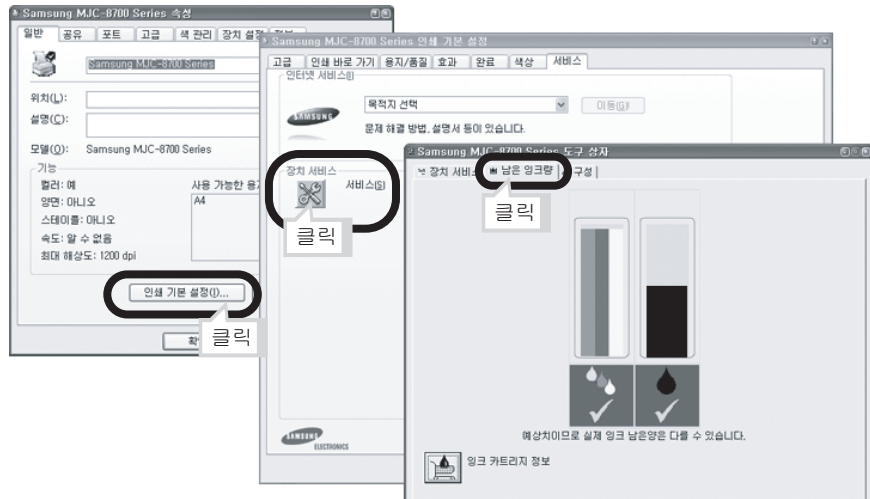 Samsung MJC-8700 Series 속성
일반 공유 포트 고급 색 관리 장치 설정
Samsung MJC-8700 Series
위치(L):
설명(C):
모델(O): Samsung MJC-8700 Series
기능
컬러: 예
양면: 아니오
스테이플: 아니오
속도: 알 수 없음
최대 해상도: 1200 dpi
사용 가능한 용지
A4
인쇄 기본 설정(I)...
클릭
Samsung MJC-8700 Series 인쇄 기본 설정
고급 인쇄 바로 가기 용지/품질 효과 완료 색상 서비스
인터넷 서비스(I)
SAMSUNG
목적지 선택
이동(G)!
문제 해결 방법, 설명서 등이 있습니다.
장치 서비스
서비스(S)
클릭
SAMSUNG
ELECTRONICS
Samsung MJC-8700 Series 도구 상자
장치 서비스 남은 잉크량 구성
클릭
예상치이므로 실제 잉크 남은양은 다를 수 있습니다.
잉크 카트리지 정보